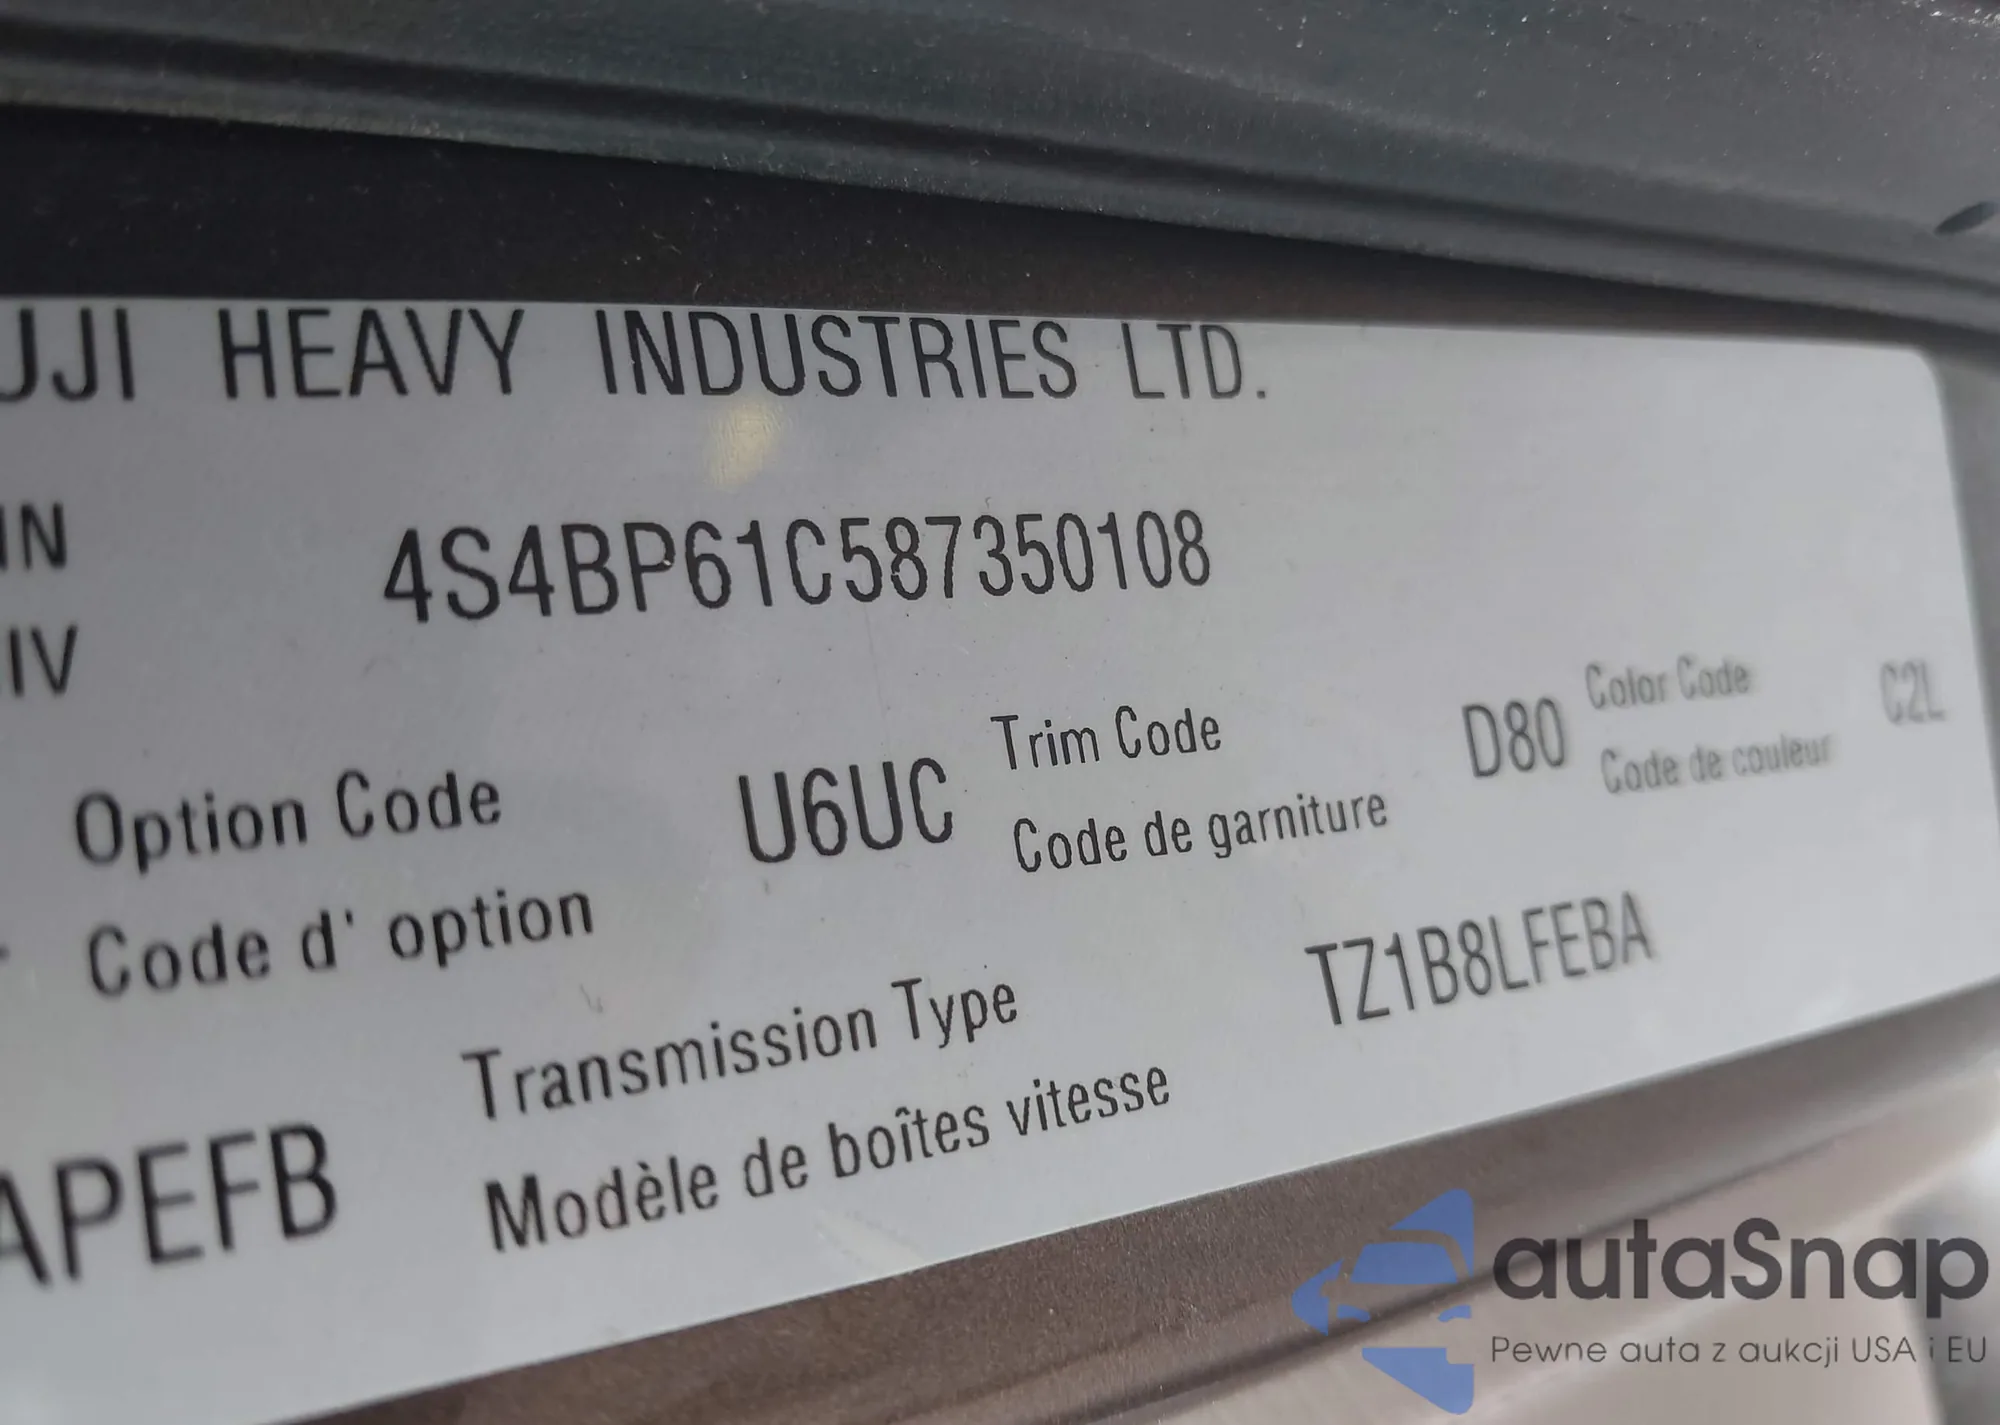 UJI HEAVY INDUSTRIES LTD.
IN
4S4BP61C587350108
IV
Option Code
U6UC
Trim Code
D80
Color Code
C2L
Code d' option
Code de garniture
Code de couleur
APEFB
Transmission Type
TZ1B8LFEBA
Modèle de boîtes vitesse
autaSnap
Pewne auta z aukcji USA i EU